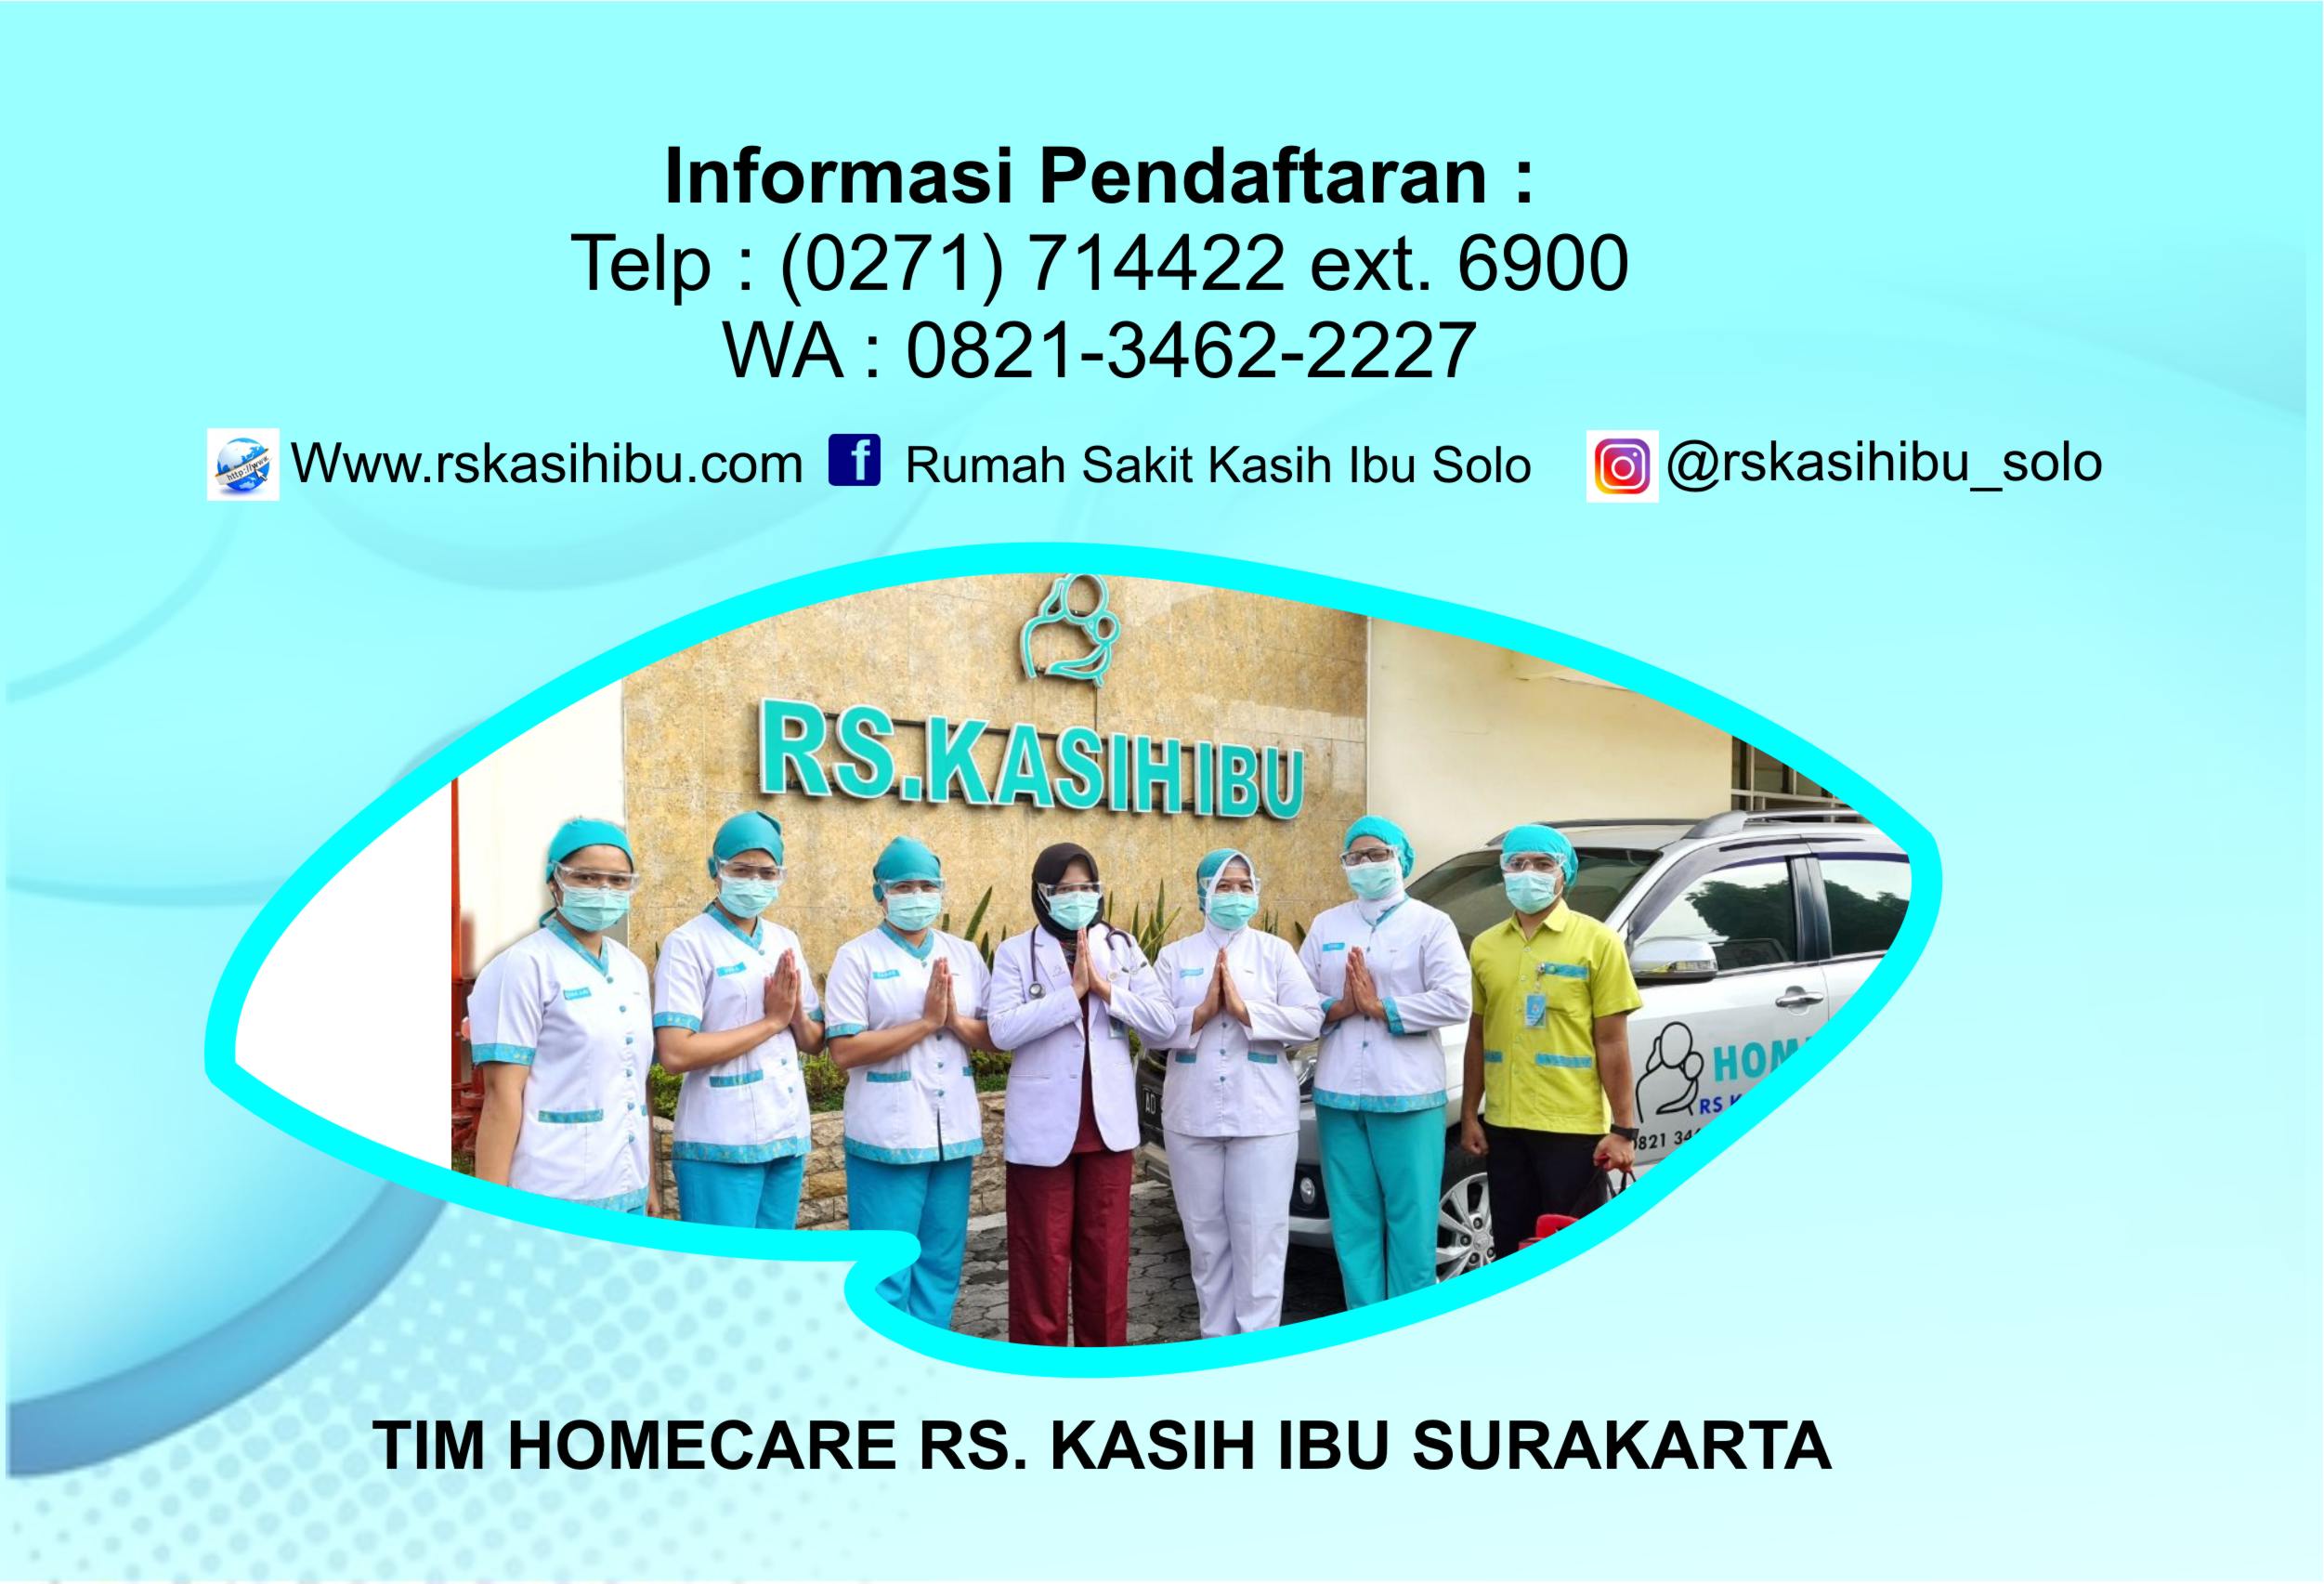 Informasi Pendaftaran :
Telp : (0271) 714422 ext. 6900
WA : 0821-3462-2227
Www.rskasihibu.com
f
Rumah Sakit Kasih Ibu Solo
@rskasihibu_solo
RS.KASIH IBU
AD
HOM
RS K
0821 34
TIM HOMECARE RS. KASIH IBU SURAKARTA